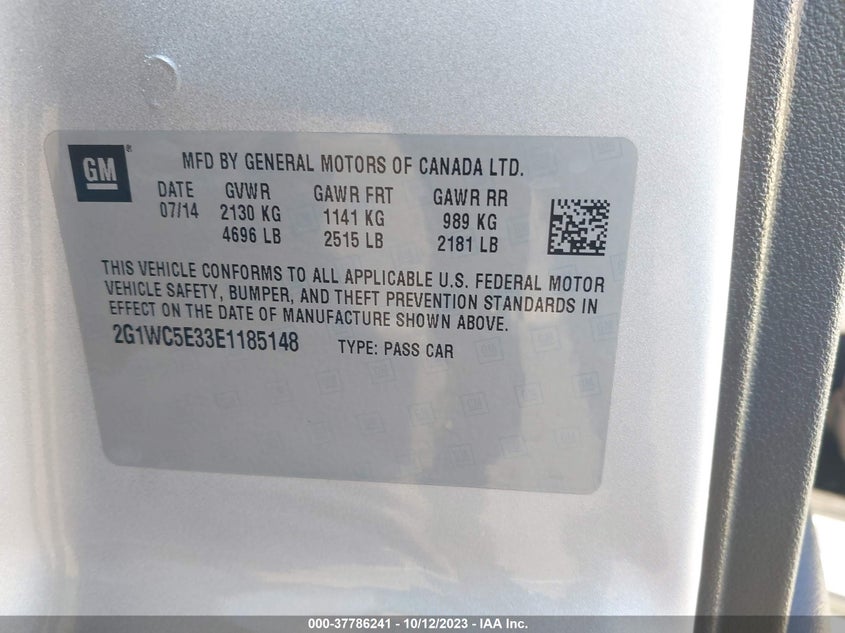 GM®
MFD BY GENERAL MOTORS OF CANADA LTD.
DATE GVWR GAWR FRT GAWR RR
07/14 2130 KG 1141 KG 989 KG
4696 LB 2515 LB 2181 LB
THIS VEHICLE CONFORMS TO ALL APPLICABLE U.S. FEDERAL MOTOR
VEHICLE SAFETY, BUMPER, AND THEFT PREVENTION STANDARDS IN
EFFECT ON THE DATE OF MANUFACTURE SHOWN ABOVE.
2G1WC5E33E1185148 TYPE: PASS CAR
000-37786241 - 10/12/2023 - IAA Inc.